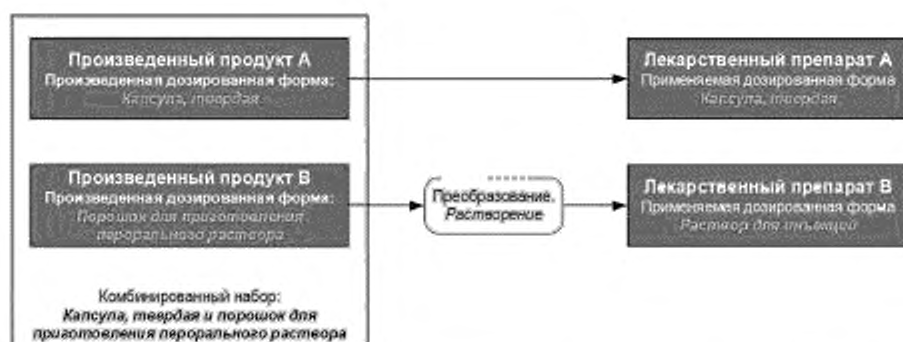 Произведенный продукт А
Произведенная дозированная форма:
Капсула, твердая
Лекарственный препарат А
Применяемая дозированная форма
Капсула, твердая
Произведенный продукт В
Произведенная дозированная форма:
Порошок для приготовления
перорального раствора
Преобразование.
Растворение
Лекарственный препарат В
Применяемая дозированная форма
Раствор для инъекций
Комбинированный набор:
Капсула, твердая и порошок для
приготовления перорального раствора